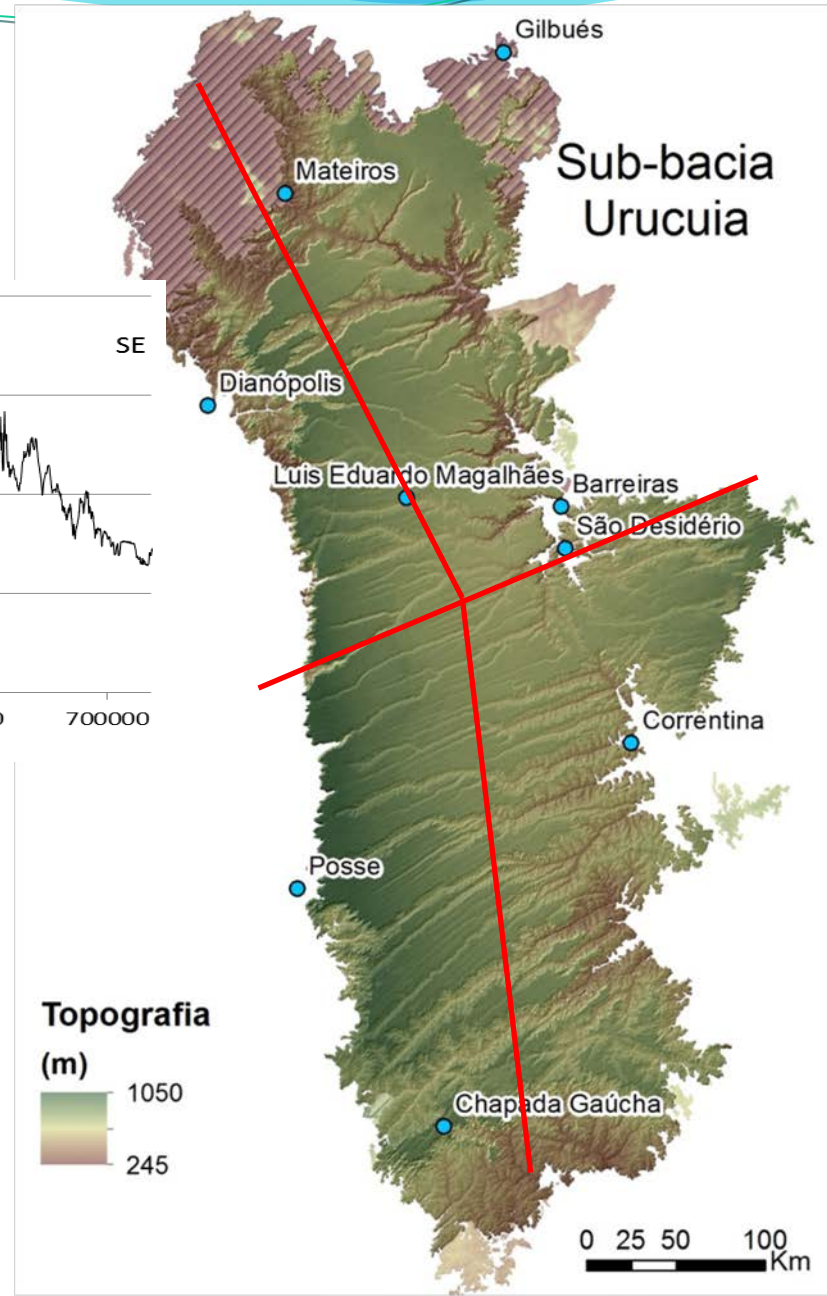 Gilbués
Sub-bacia
Urucuia
Mateiros
SE
Dianópolis
Luis Eduardo Magalhães
Barreiras
São Desidério
700000
Correntina
Posse
Topografia
(m)
1050
245
Chapada Gaúcha
0 25 50 100
Km